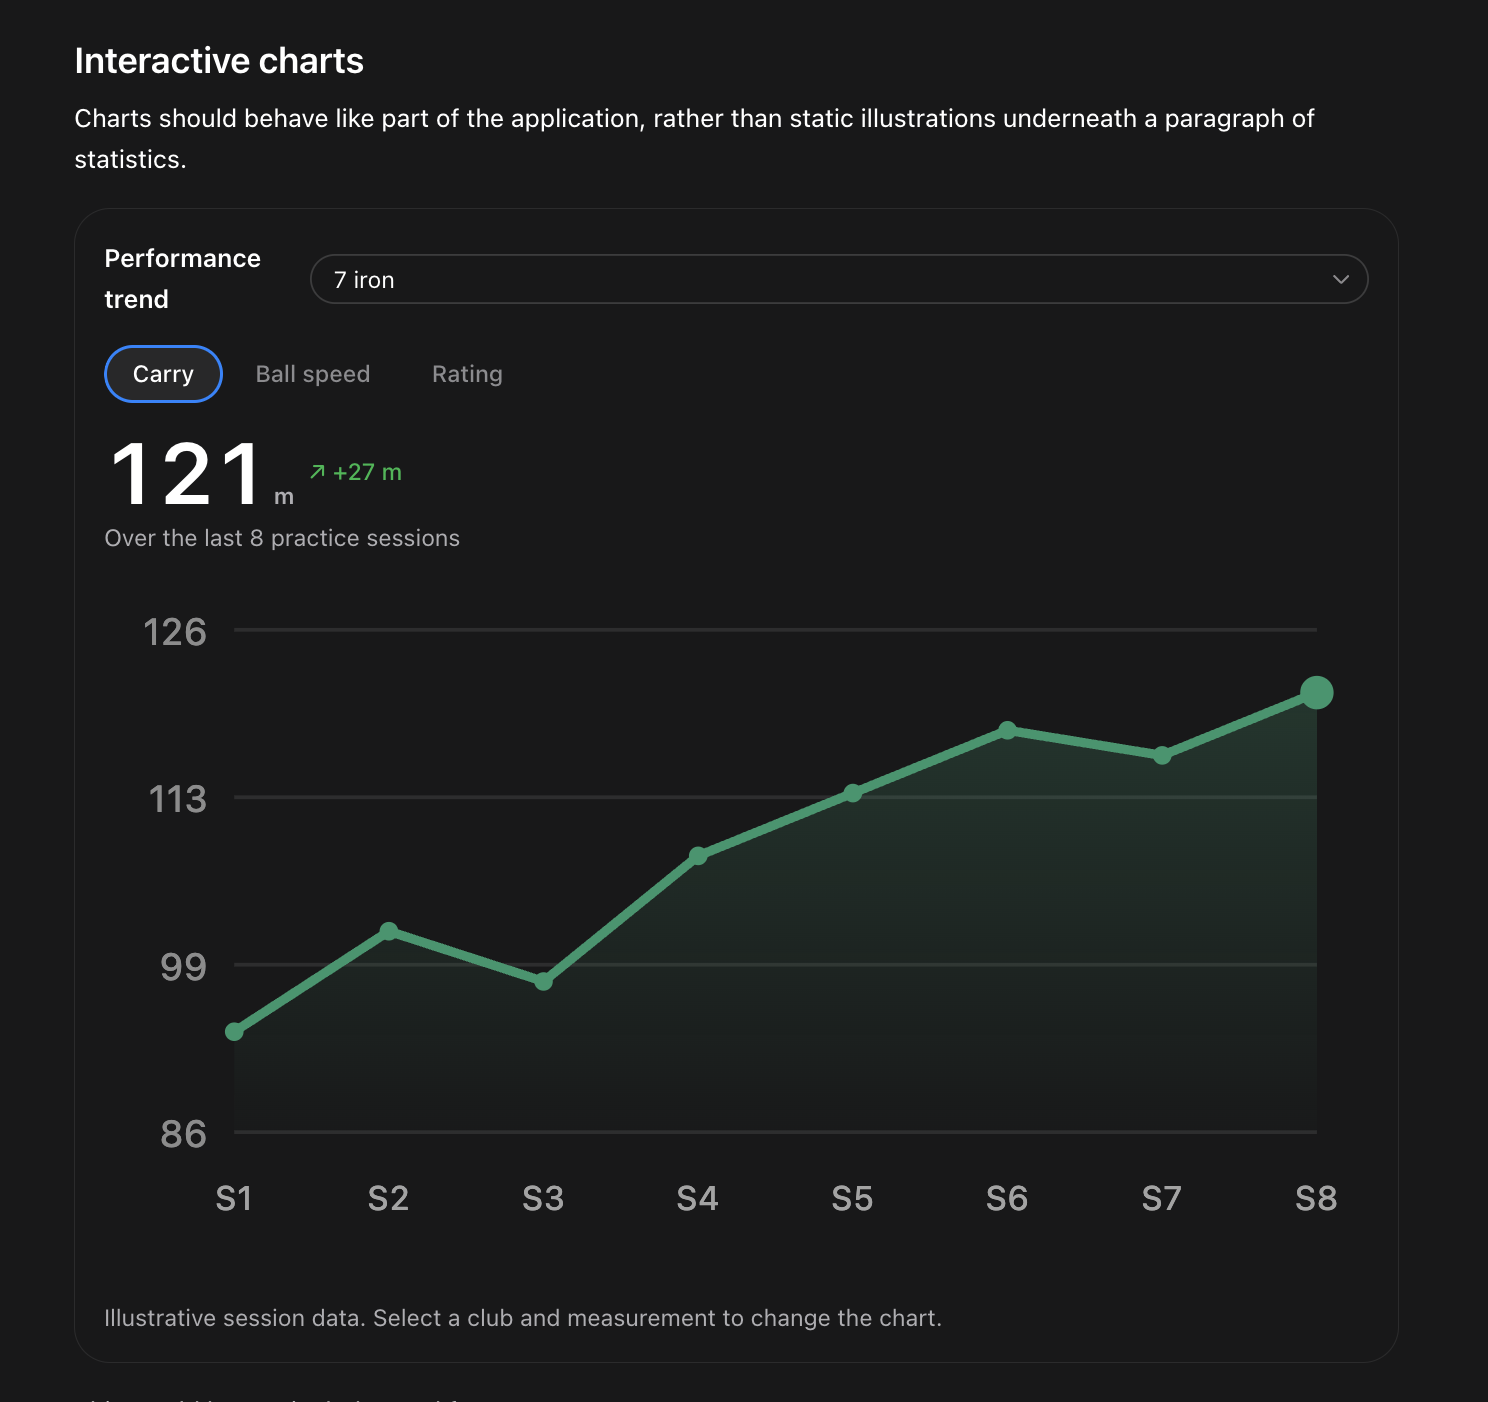 Interactive charts
Charts should behave like part of the application, rather than static illustrations underneath a paragraph of
statistics.
Performance
trend
7 iron
Carry
Ball speed
Rating
121 m
+27 m
Over the last 8 practice sessions
126
113
99
86
S1 S2 S3 S4 S5 S6 S7 S8
Illustrative session data. Select a club and measurement to change the chart.